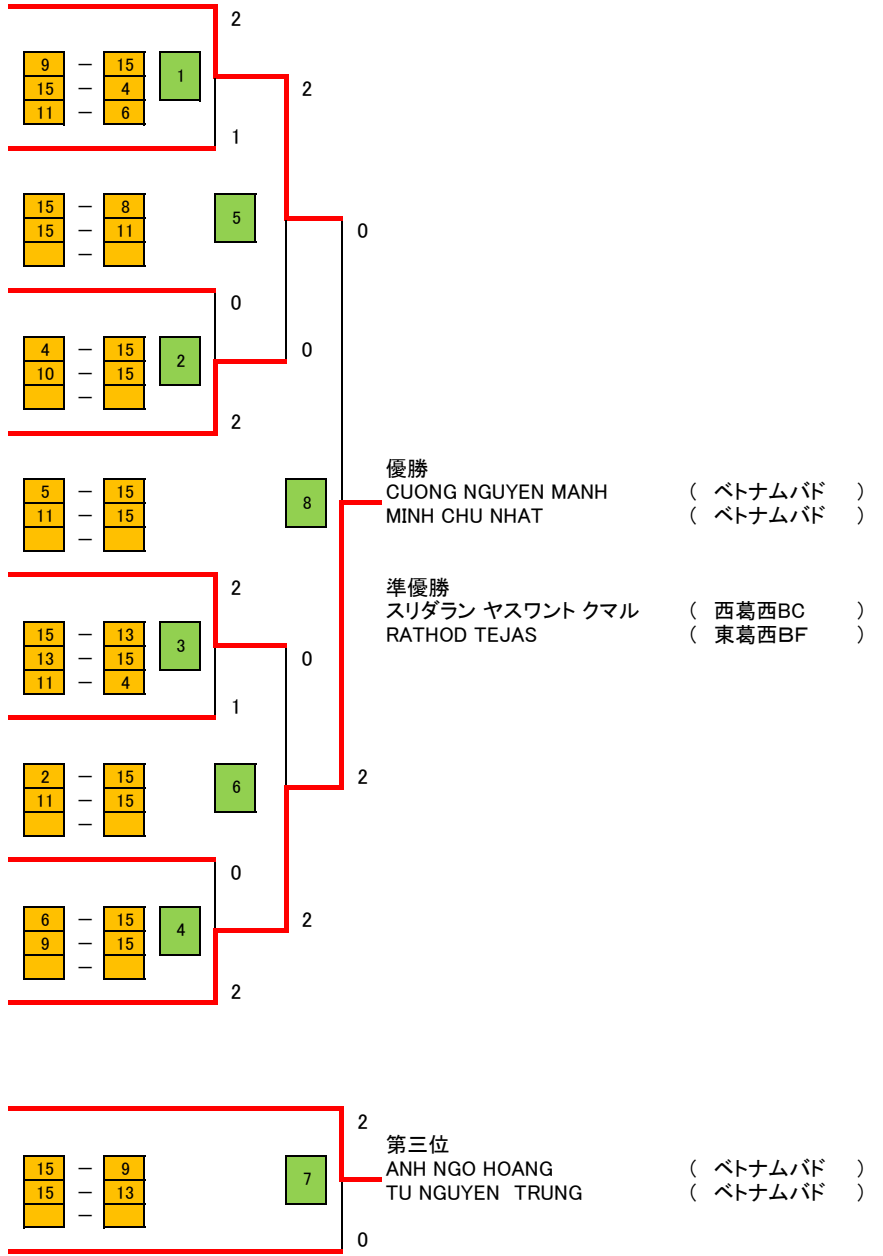 2
9 － 15
15 － 4
11 － 6
1
2
1
15 － 8
15 － 11
－
5
0
0
4 － 15
10 － 15
－
2
0
2
5 － 15
11 － 15
－
8
優勝
CUONG NGUYEN MANH （ ベトナムバド ）
MINH CHU NHAT （ ベトナムバド ）
2
準優勝
スリダラン ヤスワント クマル （ 西葛西BC ）
RATHOD TEJAS （ 東葛西ＢＦ ）
15 － 13
13 － 15
11 － 4
3
0
1
2 － 15
11 － 15
－
6
2
0
6 － 15
9 － 15
－
4
2
2
2
第三位
ANH NGO HOANG （ ベトナムバド ）
TU NGUYEN　TRUNG （ ベトナムバド ）
15 － 9
15 － 13
－
7
0